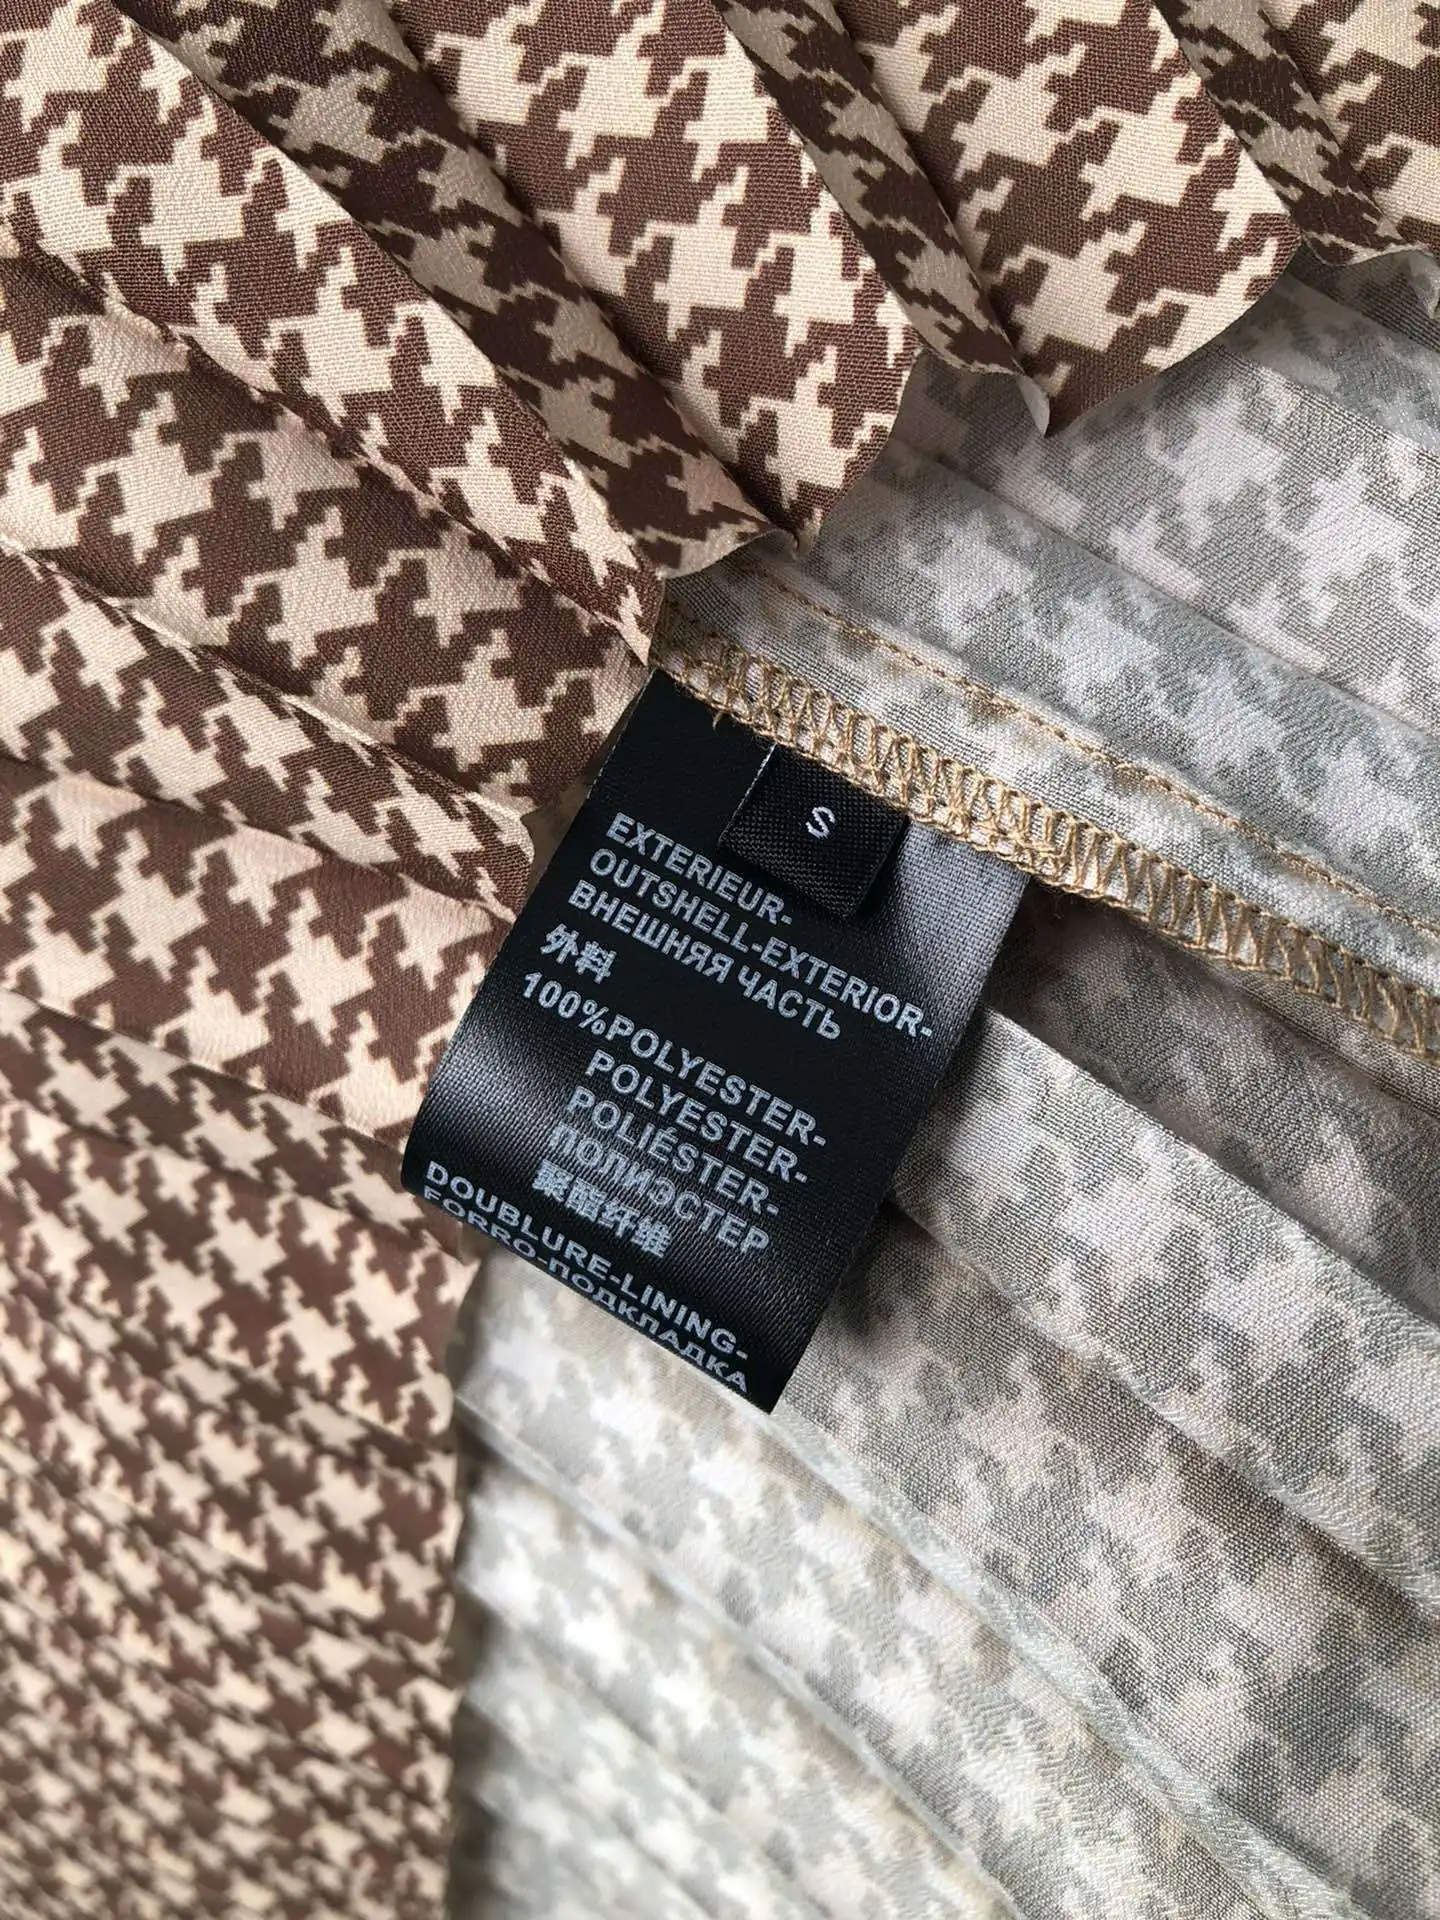 S
EXTERIEUR-
OUTSHELL-EXTERIOR-
ВНЕШНЯЯ ЧАСТЬ
外料
100%POLYESTER-
POLYESTER-
POLIÉSTER-
ПОЛИЭСТЕР
聚酯纤维
DOUBLURE-LINING-
FORRO-ПОДКЛАДКА